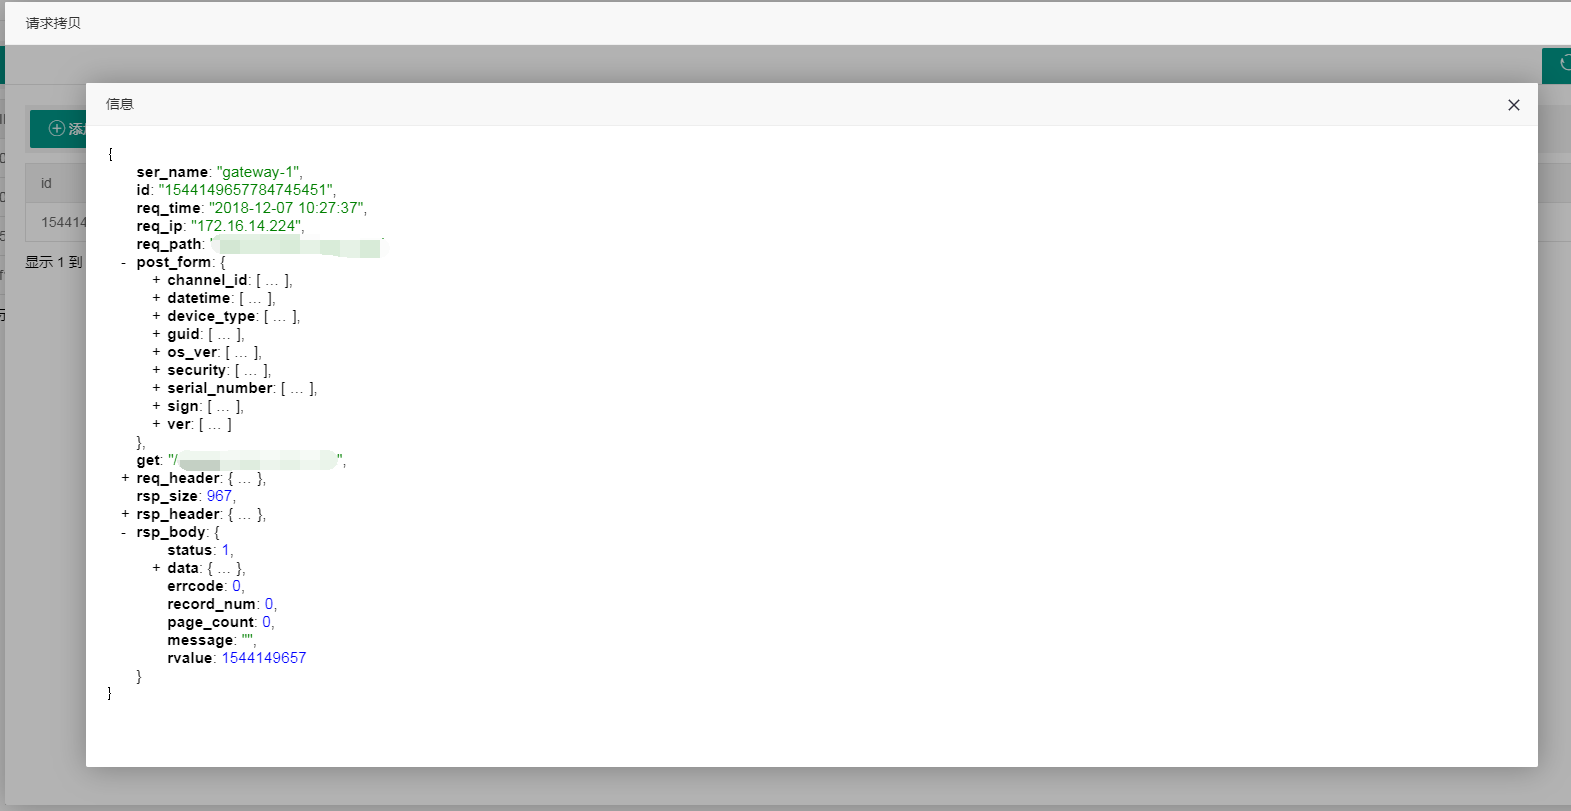 请求拷贝
信息
添
id
154414
显示 1 到
{
ser_name: "gateway-1",
id: "1544149657784745451",
req_time: "2018-12-07 10:27:37",
req_ip: "172.16.14.224",
req_path: "
- post_form: {
+ channel_id: [ ... ],
+ datetime: [ ... ],
+ device_type: [ ... ],
+ guid: [ ... ],
+ os_ver: [ ... ],
+ security: [ ... ],
+ serial_number: [ ... ],
+ sign: [ ... ],
+ ver: [ ... ]
},
get: "/ ",
+ req_header: { ... },
rsp_size: 967,
+ rsp_header: { ... },
- rsp_body: {
status: 1,
+ data: { ... },
errcode: 0,
record_num: 0,
page_count: 0,
message: "",
rvalue: 1544149657
}
}